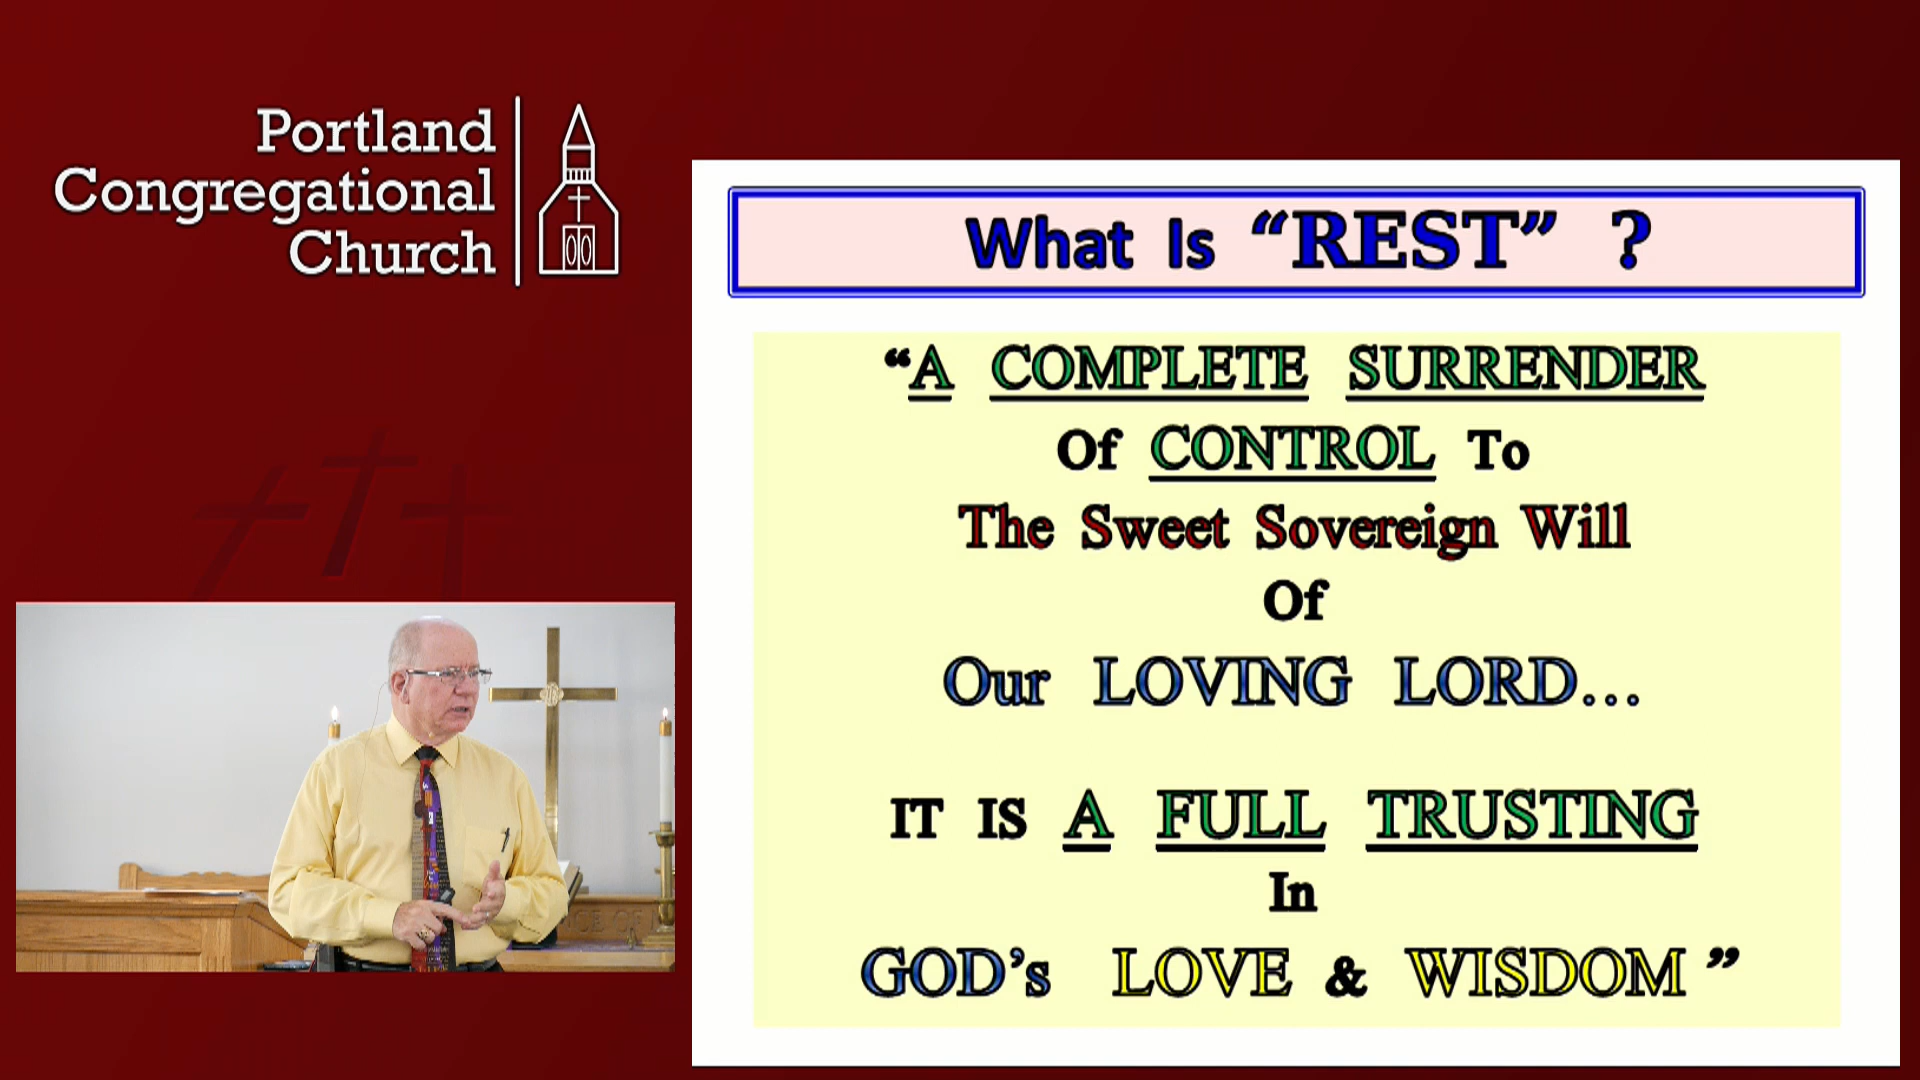 Portland
Congregational
Church
What Is “REST” ?
“A COMPLETE SURRENDER
Of CONTROL To
The Sweet Sovereign Will
Of
Our LOVING LORD...
IT IS A FULL TRUSTING
In
GOD’s LOVE & WISDOM ”